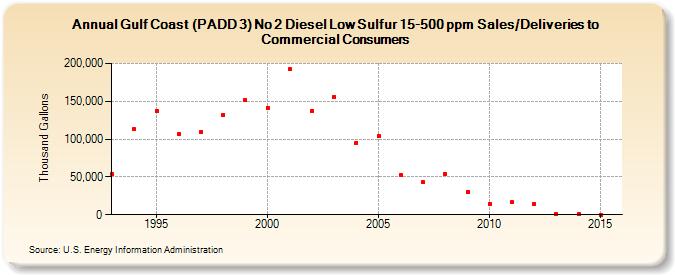 Annual Gulf Coast (PADD 3) No 2 Diesel Low Sulfur 15-500 ppm Sales/Deliveries to
Commercial Consumers
Thousand Gallons
200,000
150,000
100,000
50,000
0
1995 2000 2005 2010 2015
Source: U.S. Energy Information Administration